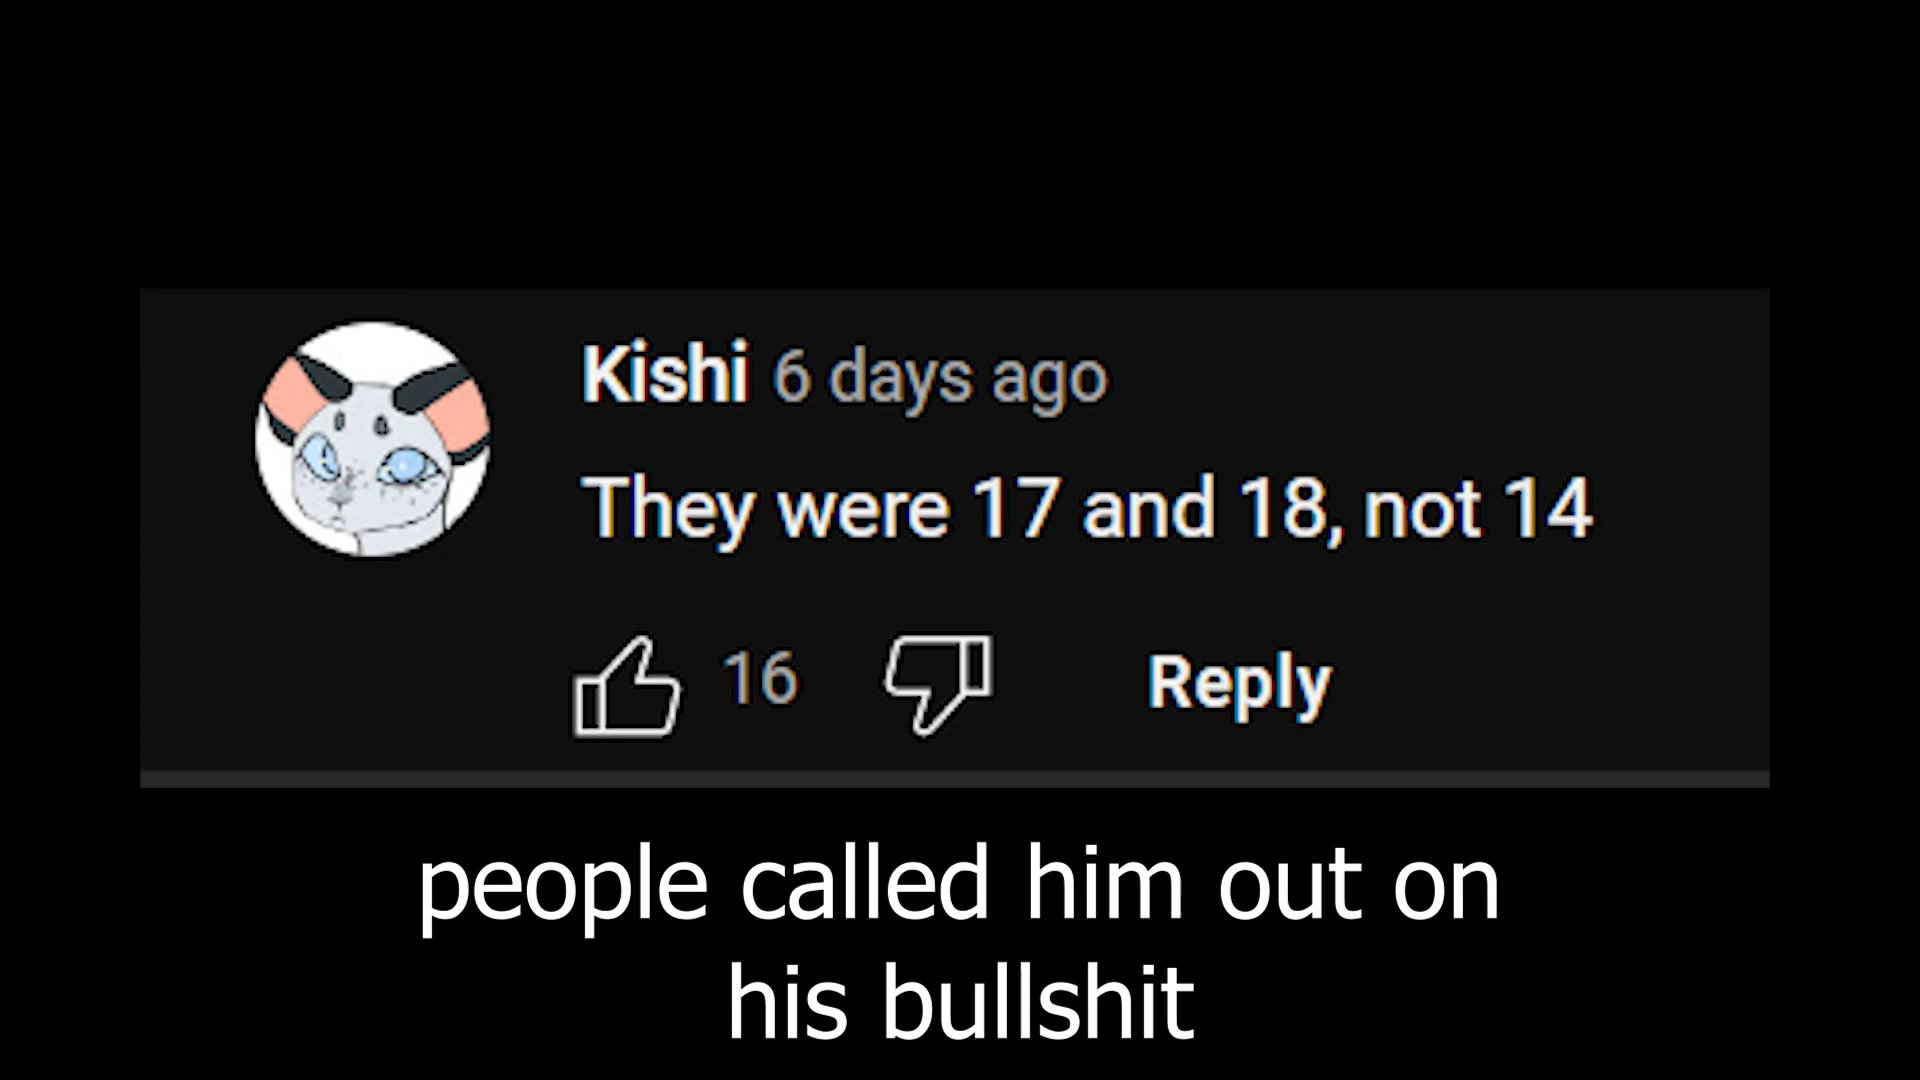 Kishi 6 days ago
They were 17 and 18, not 14
16 Reply
people called him out on
his bullshit